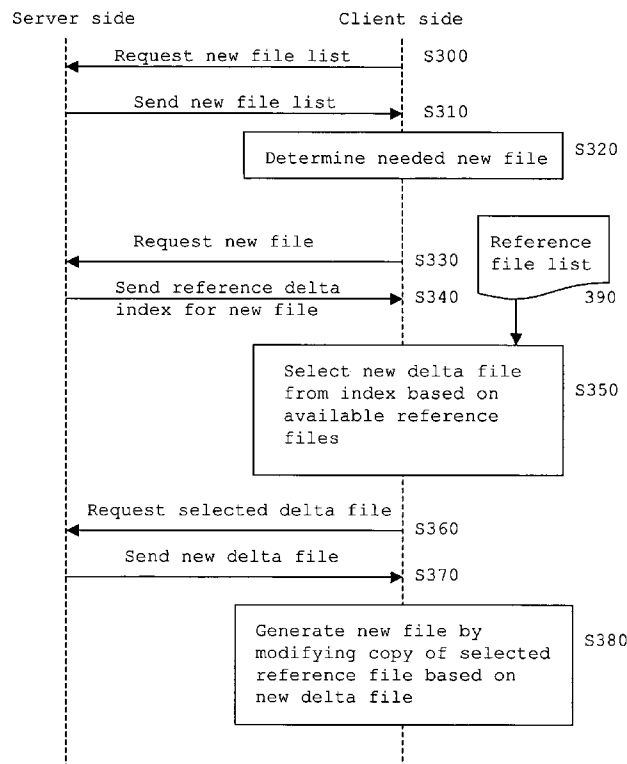 Server side
Client side
Request new file list
S300
Send new file list
S310
Determine needed new file
S320
Request new file
S330
Reference
file list
390
Send reference delta
index for new file
S340
Select new delta file
from index based on
available reference
files
S350
Request selected delta file
S360
Send new delta file
S370
Generate new file by
modifying copy of selected
reference file based on
new delta file
S380